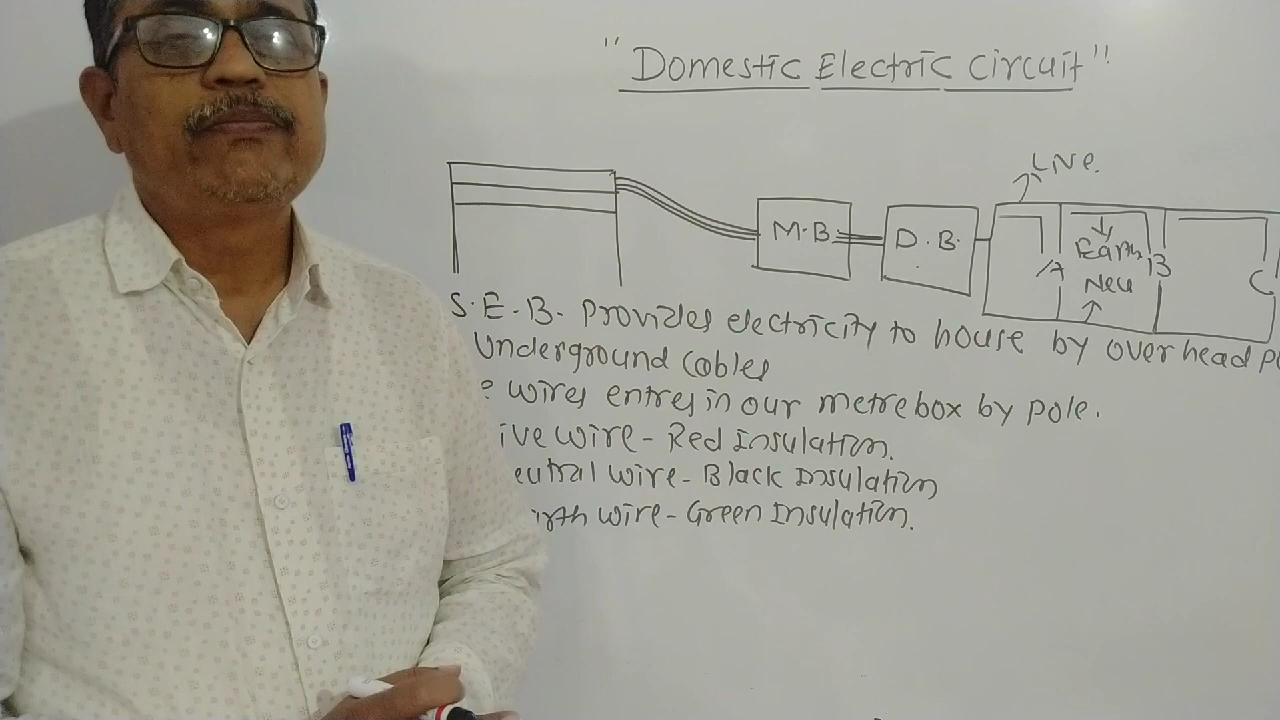 "Domestic Electric Circuit"
Live.
M.B.
D.B.
Earth
A
B
C
Neu
S.E.B. Provides electricity to house by overhead
Underground Cables
wires entres in our metre box by pole.
ive wire - Red Insulation.
eutral wire - Black Insulation
rth wire - Green Insulation.